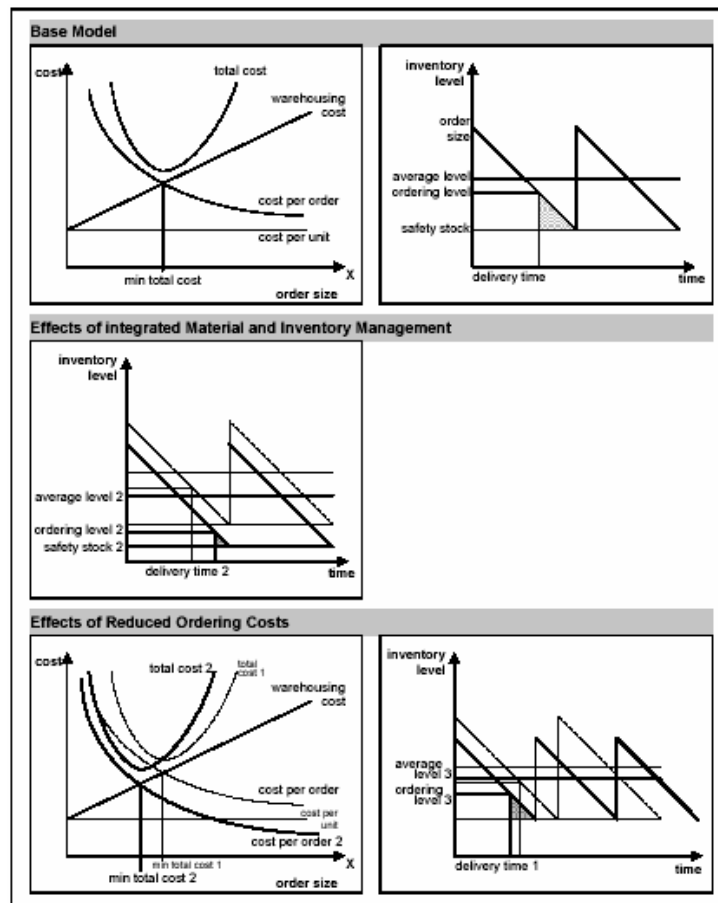 Base Model
cost
total cost
warehousing
cost
cost per order
cost per unit
min total cost
X
order size
inventory
level
order
size
average level
ordering level
safety stock
delivery time
time
Effects of integrated Material and Inventory Management
inventory
level
average level 2
ordering level 2
safety stock 2
delivery time 2
time
Effects of Reduced Ordering Costs
cost
total cost 2
total
cost 1
warehousing
cost
cost per order
cost per
unit
cost per order 2
min total cost 1
min total cost 2
X
order size
inventory
level
average
level 3
ordering
level 3
delivery time 1
time